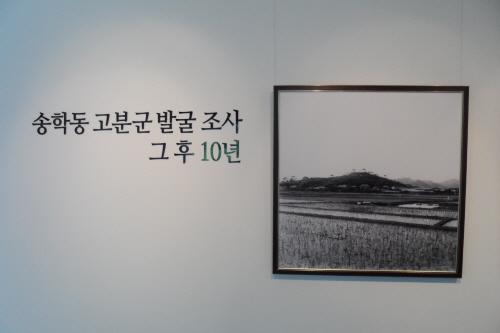 송학동 고분군 발굴 조사
그 후 10년